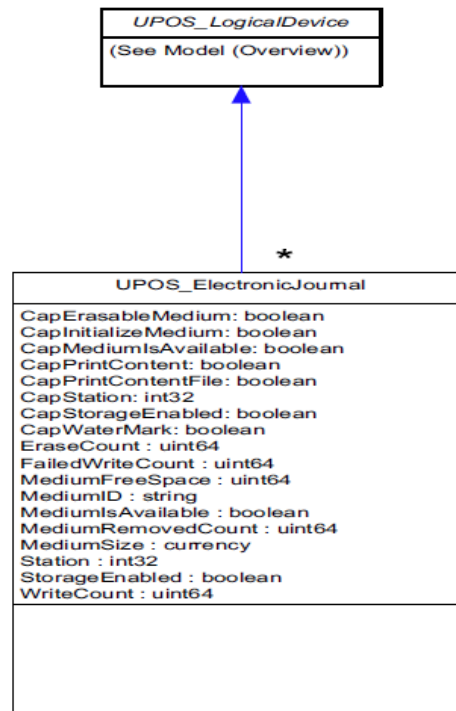 UPOS_LogicalDevice
(See Model (Overview))
*
UPOS_ElectronicJournal
CapErasableMedium: boolean
CapInitializeMedium: boolean
CapMediumIsAvailable: boolean
CapPrintContent: boolean
CapPrintContentFile: boolean
CapStation: int32
CapStorageEnabled: boolean
CapWaterMark: boolean
EraseCount : uint64
FailedWriteCount : uint64
MediumFreeSpace : uint64
MediumID : string
MediumIsAvailable : boolean
MediumRemovedCount : uint64
MediumSize : currency
Station : int32
StorageEnabled : boolean
WriteCount : uint64